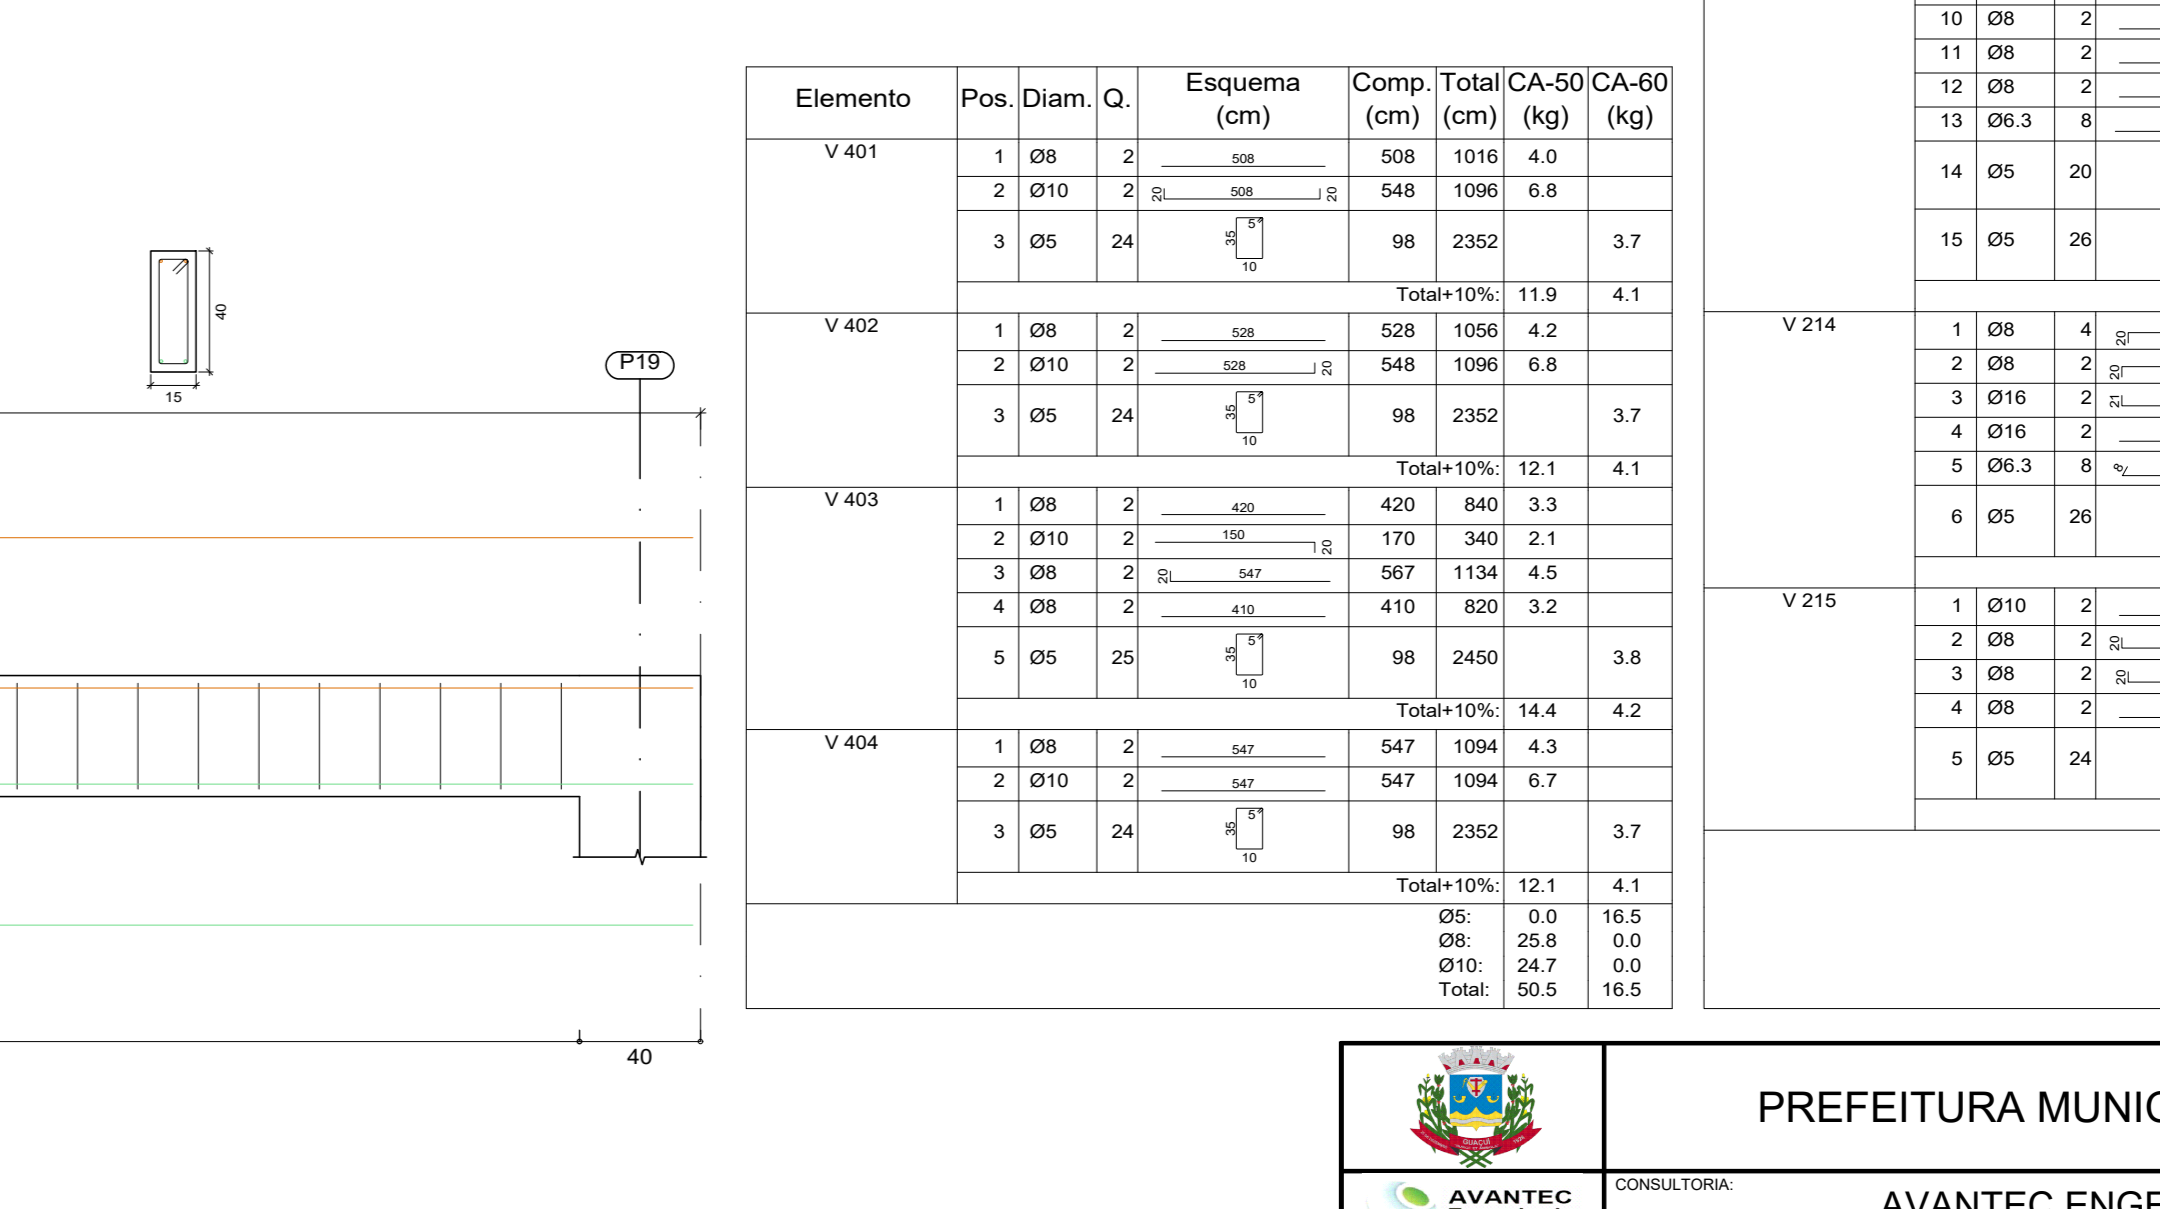 40
15
P19
40
Elemento Pos. Diam. Q. Esquema (cm) Comp. (cm) Total (cm) CA-50 (kg) CA-60 (kg)
V 401 1 Ø8 2 508 508 1016 4.0
2 Ø10 2 20 508 20 548 1096 6.8
3 Ø5 24 35 5 10 98 2352 3.7
Total+10%: 11.9 4.1
V 402 1 Ø8 2 528 528 1056 4.2
2 Ø10 2 528 20 548 1096 6.8
3 Ø5 24 35 5 10 98 2352 3.7
Total+10%: 12.1 4.1
V 403 1 Ø8 2 420 420 840 3.3
2 Ø10 2 150 20 170 340 2.1
3 Ø8 2 20 547 567 1134 4.5
4 Ø8 2 410 410 820 3.2
5 Ø5 25 35 5 10 98 2450 3.8
Total+10%: 14.4 4.2
V 404 1 Ø8 2 547 547 1094 4.3
2 Ø10 2 547 547 1094 6.7
3 Ø5 24 35 5 10 98 2352 3.7
Total+10%: 12.1 4.1
Ø5: 0.0 16.5
Ø8: 25.8 0.0
Ø10: 24.7 0.0
Total: 50.5 16.5
10 Ø8 2
11 Ø8 2
12 Ø8 2
13 Ø6.3 8
14 Ø5 20
15 Ø5 26
V 214 1 Ø8 4 20
2 Ø8 2 20
3 Ø16 2 21
4 Ø16 2
5 Ø6.3 8 8
6 Ø5 26
V 215 1 Ø10 2
2 Ø8 2 20
3 Ø8 2 20
4 Ø8 2
5 Ø5 24
GUAÇUÍ
PREFEITURA MUNIC
AVANTEC
CONSULTORIA:
AVANTEC ENGE